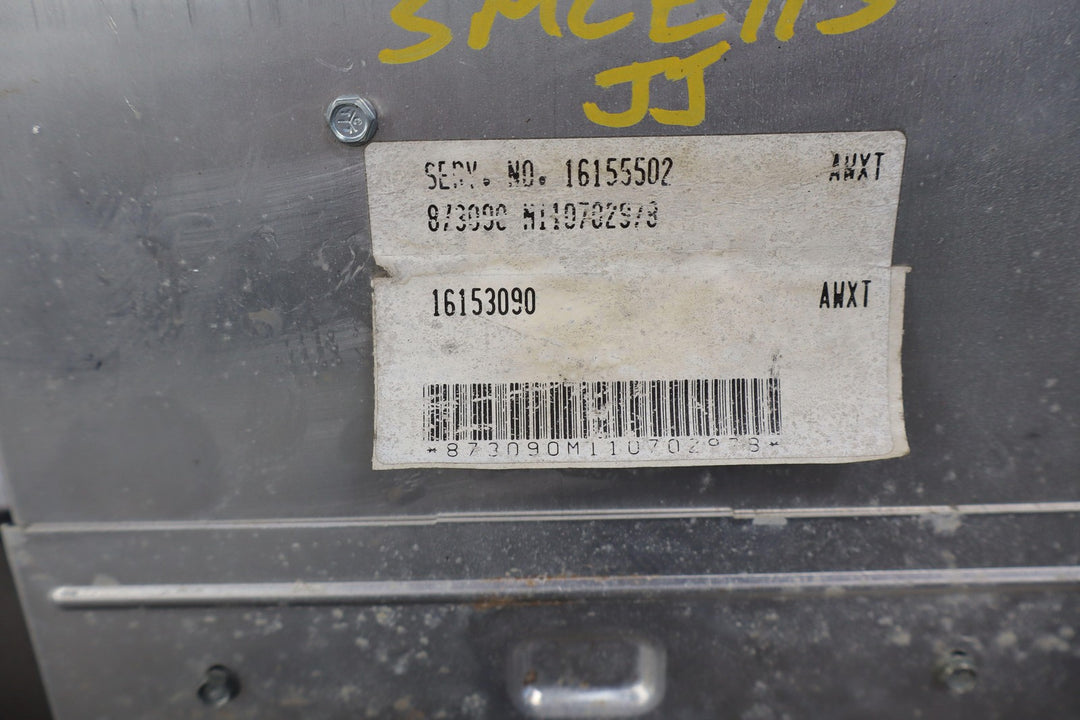 JJ
SERV. NO. 16155502 AWXT
873090 M110702978
16153090 AWXT
*873090M110702978*